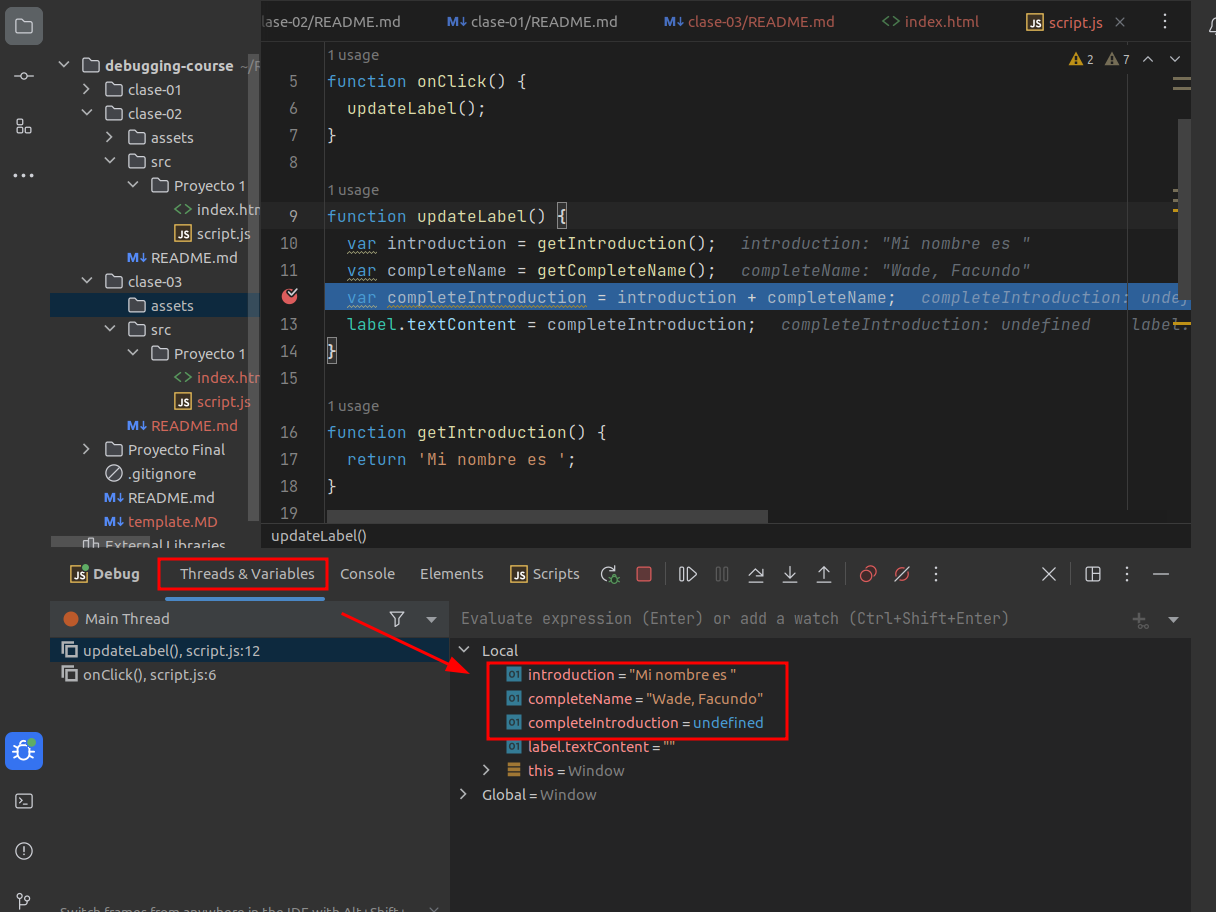 lase-02/README.md
M↓ clase-01/README.md
M↓ clase-03/README.md
<> index.html
JS script.js
debugging-course ~/P
clase-01
clase-02
assets
src
Proyecto 1
<> index.htm
JS script.js
M↓ README.md
clase-03
assets
src
Proyecto 1
<> index.htm
JS script.js
M↓ README.md
Proyecto Final
.gitignore
M↓ README.md
M↓ template.MD
External Libraries
2 7
1 usage
5 function onClick() {
6 updateLabel();
7 }
8
1 usage
9 function updateLabel() {
10 var introduction = getIntroduction(); introduction: "Mi nombre es "
11 var completeName = getCompleteName(); completeName: "Wade, Facundo"
var completeIntroduction = introduction + completeName; completeIntroduction: unde
13 label.textContent = completeIntroduction; completeIntroduction: undefined label.
14 }
15
1 usage
16 function getIntroduction() {
17 return 'Mi nombre es ';
18 }
19
updateLabel()
JS Debug
Threads & Variables
Console
Elements
JS Scripts
Main Thread
updateLabel(), script.js:12
onClick(), script.js:6
Evaluate expression (Enter) or add a watch (Ctrl+Shift+Enter)
Local
01 introduction = "Mi nombre es "
01 completeName = "Wade, Facundo"
01 completeIntroduction = undefined
01 label.textContent = ""
this = Window
Global = Window
Switch frames from anywhere in the IDE with Alt+Shift+